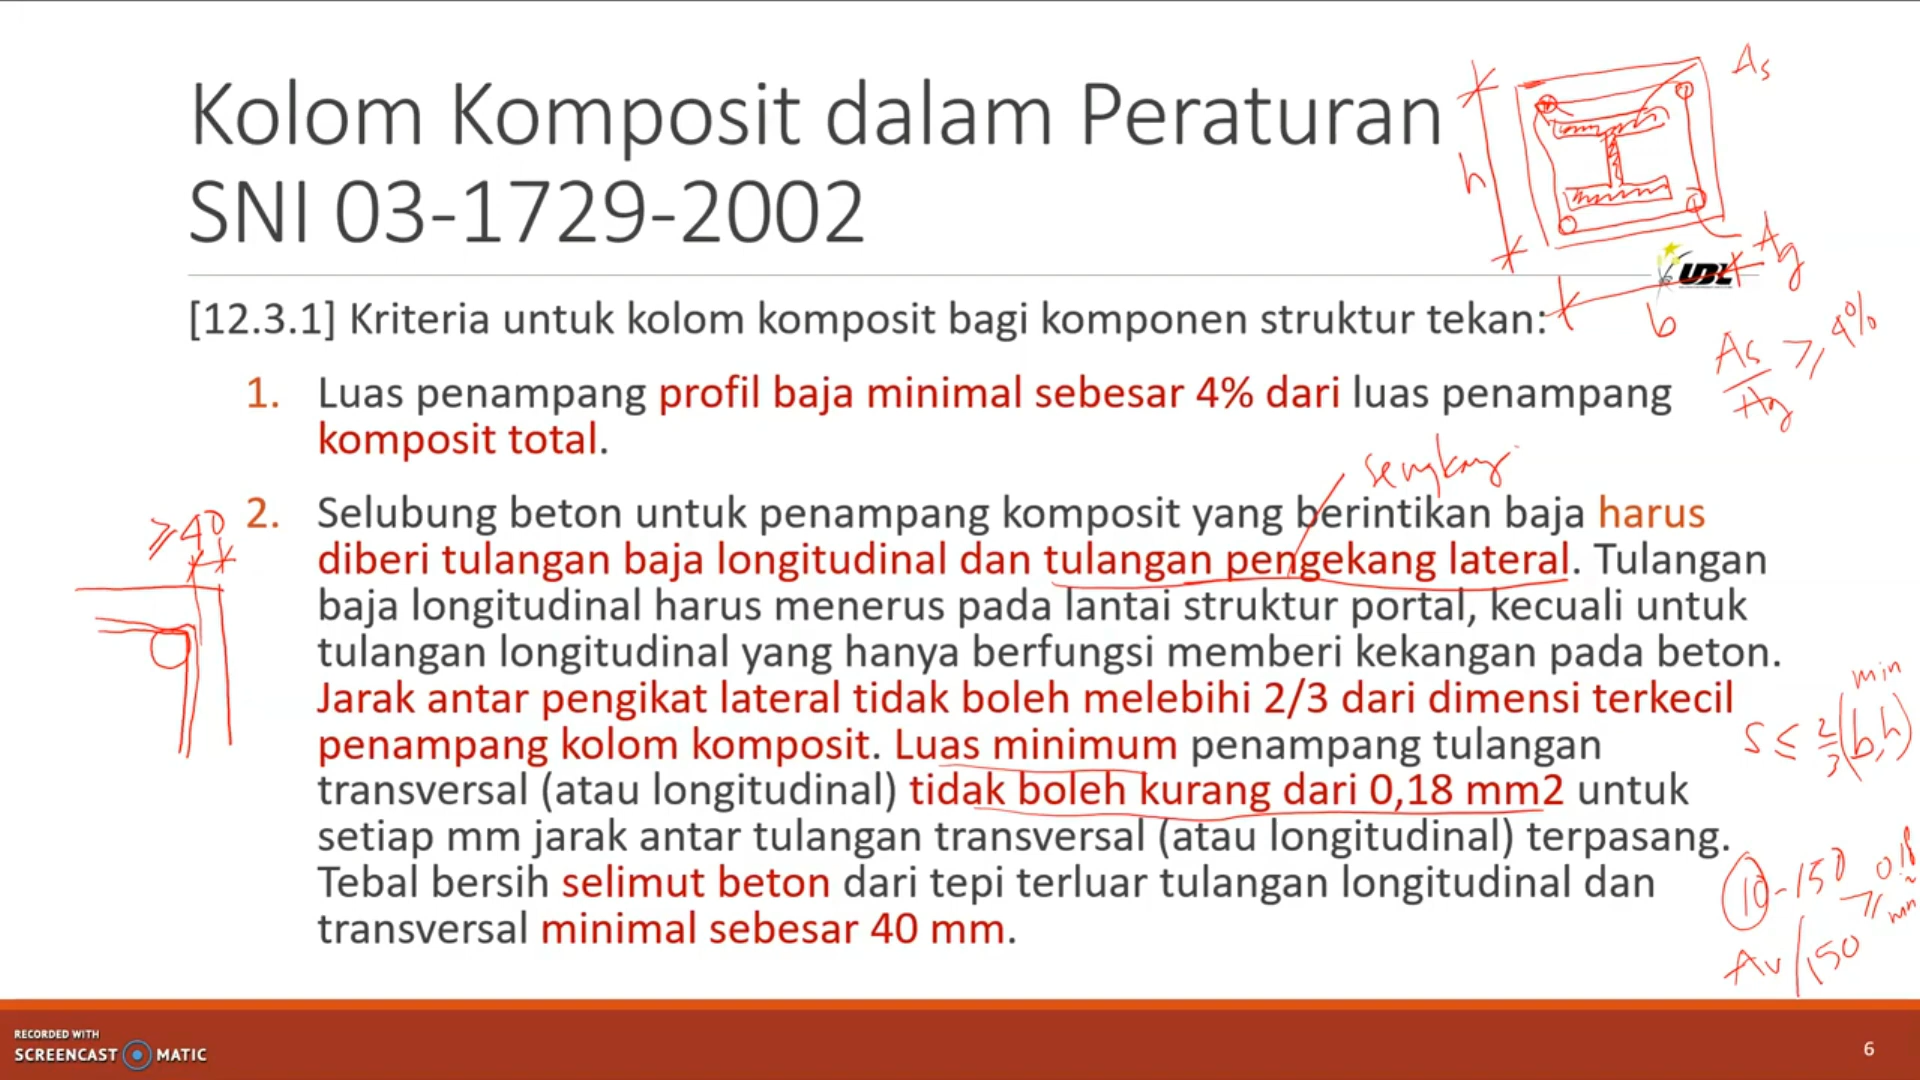 Kolom Komposit dalam Peraturan
SNI 03-1729-2002
As
h
Ag
UBL
b
[12.3.1] Kriteria untuk kolom komposit bagi komponen struktur tekan:
As/Ag ≥ 4%
1. Luas penampang profil baja minimal sebesar 4% dari luas penampang
komposit total.
sengkang
≥40
2. Selubung beton untuk penampang komposit yang berintikan baja harus
diberi tulangan baja longitudinal dan tulangan pengekang lateral. Tulangan
baja longitudinal harus menerus pada lantai struktur portal, kecuali untuk
tulangan longitudinal yang hanya berfungsi memberi kekangan pada beton.
Jarak antar pengikat lateral tidak boleh melebihi 2/3 dari dimensi terkecil
penampang kolom komposit. Luas minimum penampang tulangan
min
s ≤ 2/3 (b,h)
transversal (atau longitudinal) tidak boleh kurang dari 0,18 mm2 untuk
setiap mm jarak antar tulangan transversal (atau longitudinal) terpasang.
Tebal bersih selimut beton dari tepi terluar tulangan longitudinal dan
transversal minimal sebesar 40 mm.
10-150
Av/150 ≥ 0.18
RECORDED WITH
SCREENCAST MATIC
6